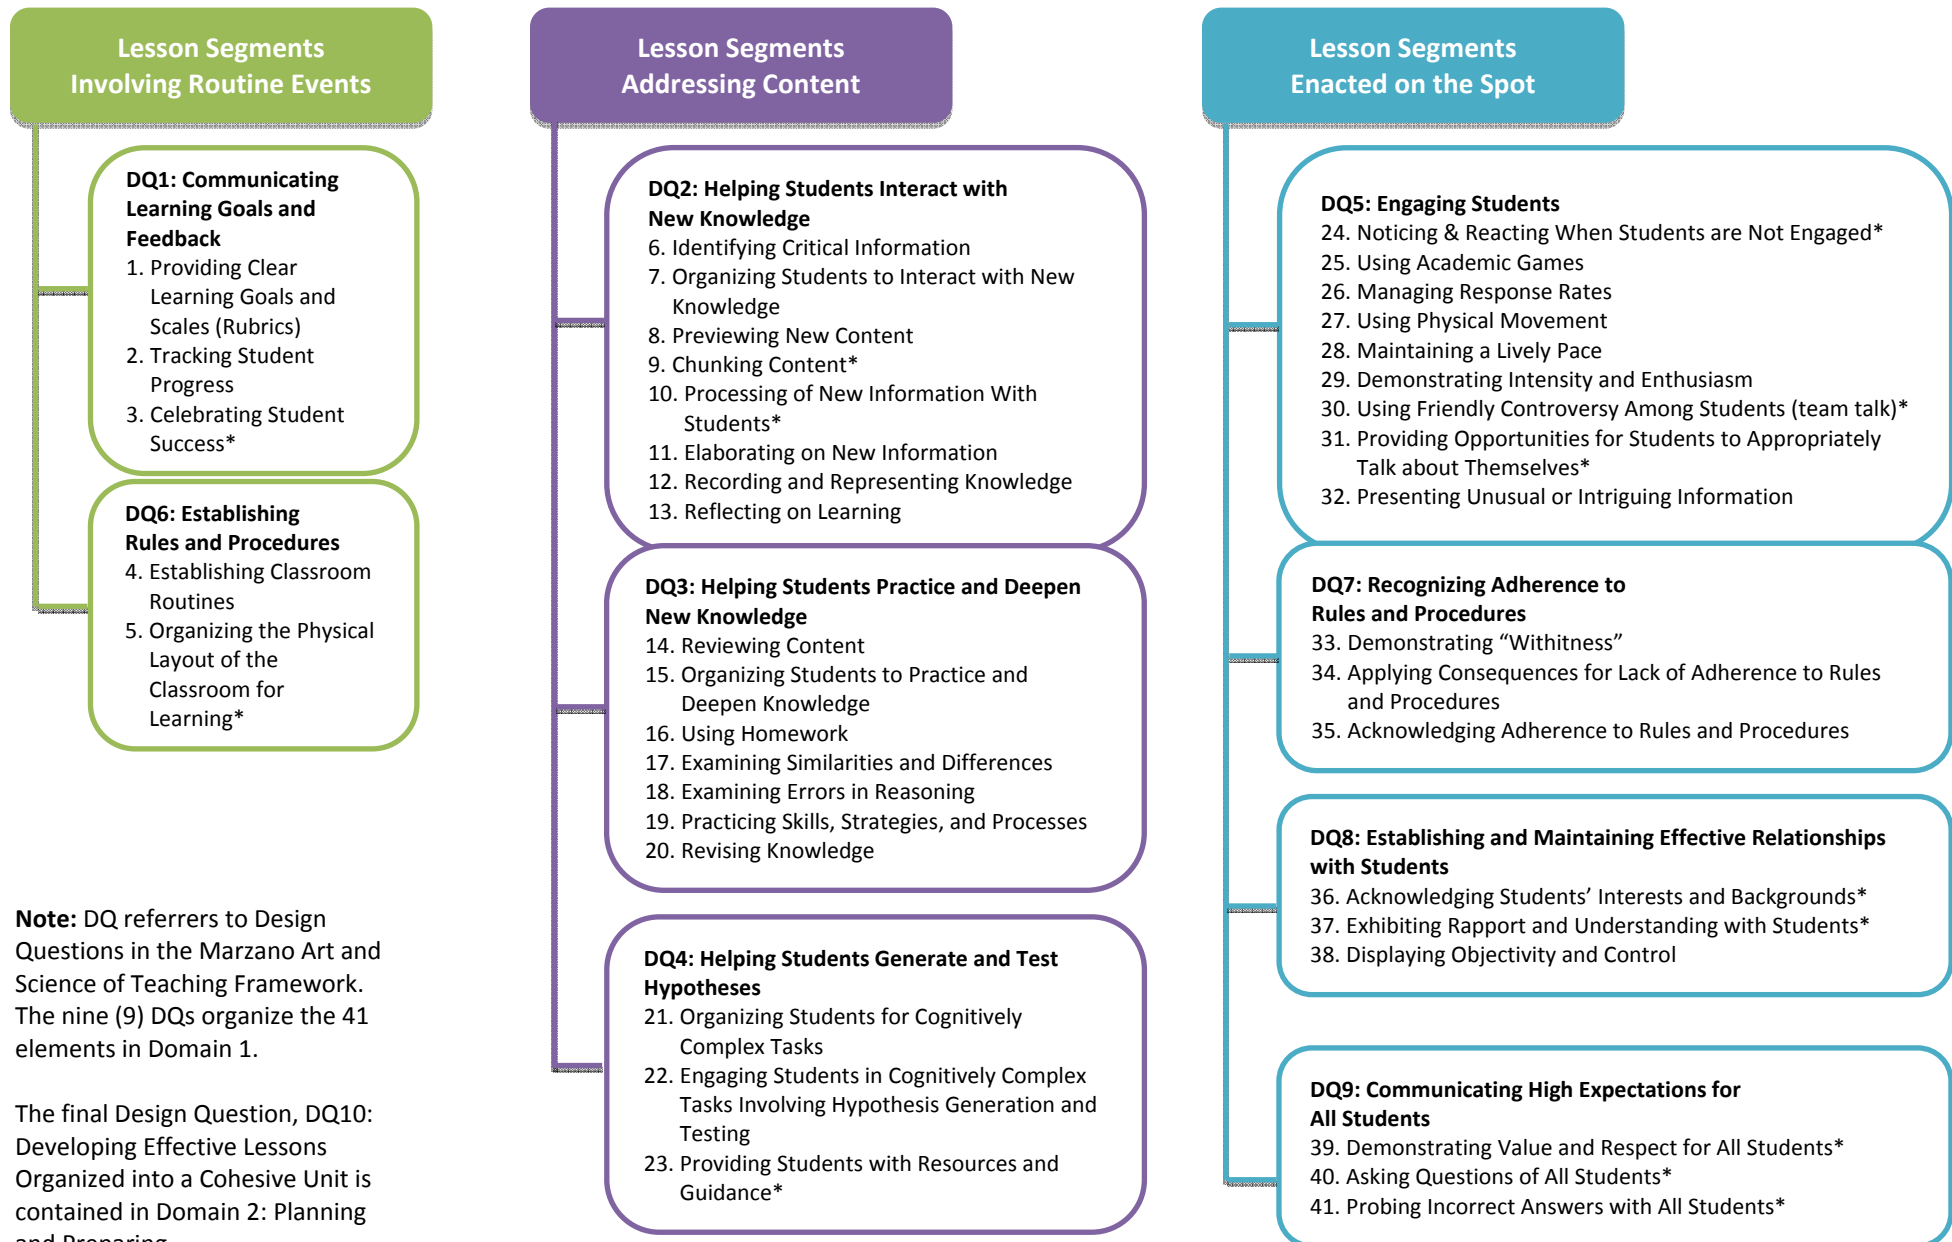 Lesson Segments
Involving Routine Events
DQ1: Communicating
Learning Goals and
Feedback
1. Providing Clear
Learning Goals and
Scales (Rubrics)
2. Tracking Student
Progress
3. Celebrating Student
Success*
DQ6: Establishing
Rules and Procedures
4. Establishing Classroom
Routines
5. Organizing the Physical
Layout of the
Classroom for
Learning*
Note: DQ referrers to Design
Questions in the Marzano Art and
Science of Teaching Framework.
The nine (9) DQs organize the 41
elements in Domain 1.
The final Design Question, DQ10:
Developing Effective Lessons
Organized into a Cohesive Unit is
contained in Domain 2: Planning
and Preparing
Lesson Segments
Addressing Content
DQ2: Helping Students Interact with
New Knowledge
6. Identifying Critical Information
7. Organizing Students to Interact with New
Knowledge
8. Previewing New Content
9. Chunking Content*
10. Processing of New Information With
Students*
11. Elaborating on New Information
12. Recording and Representing Knowledge
13. Reflecting on Learning
DQ3: Helping Students Practice and Deepen
New Knowledge
14. Reviewing Content
15. Organizing Students to Practice and
Deepen Knowledge
16. Using Homework
17. Examining Similarities and Differences
18. Examining Errors in Reasoning
19. Practicing Skills, Strategies, and Processes
20. Revising Knowledge
DQ4: Helping Students Generate and Test
Hypotheses
21. Organizing Students for Cognitively
Complex Tasks
22. Engaging Students in Cognitively Complex
Tasks Involving Hypothesis Generation and
Testing
23. Providing Students with Resources and
Guidance*
Lesson Segments
Enacted on the Spot
DQ5: Engaging Students
24. Noticing & Reacting When Students are Not Engaged*
25. Using Academic Games
26. Managing Response Rates
27. Using Physical Movement
28. Maintaining a Lively Pace
29. Demonstrating Intensity and Enthusiasm
30. Using Friendly Controversy Among Students (team talk)*
31. Providing Opportunities for Students to Appropriately
Talk about Themselves*
32. Presenting Unusual or Intriguing Information
DQ7: Recognizing Adherence to
Rules and Procedures
33. Demonstrating “Withitness”
34. Applying Consequences for Lack of Adherence to Rules
and Procedures
35. Acknowledging Adherence to Rules and Procedures
DQ8: Establishing and Maintaining Effective Relationships
with Students
36. Acknowledging Students’ Interests and Backgrounds*
37. Exhibiting Rapport and Understanding with Students*
38. Displaying Objectivity and Control
DQ9: Communicating High Expectations for
All Students
39. Demonstrating Value and Respect for All Students*
40. Asking Questions of All Students*
41. Probing Incorrect Answers with All Students*